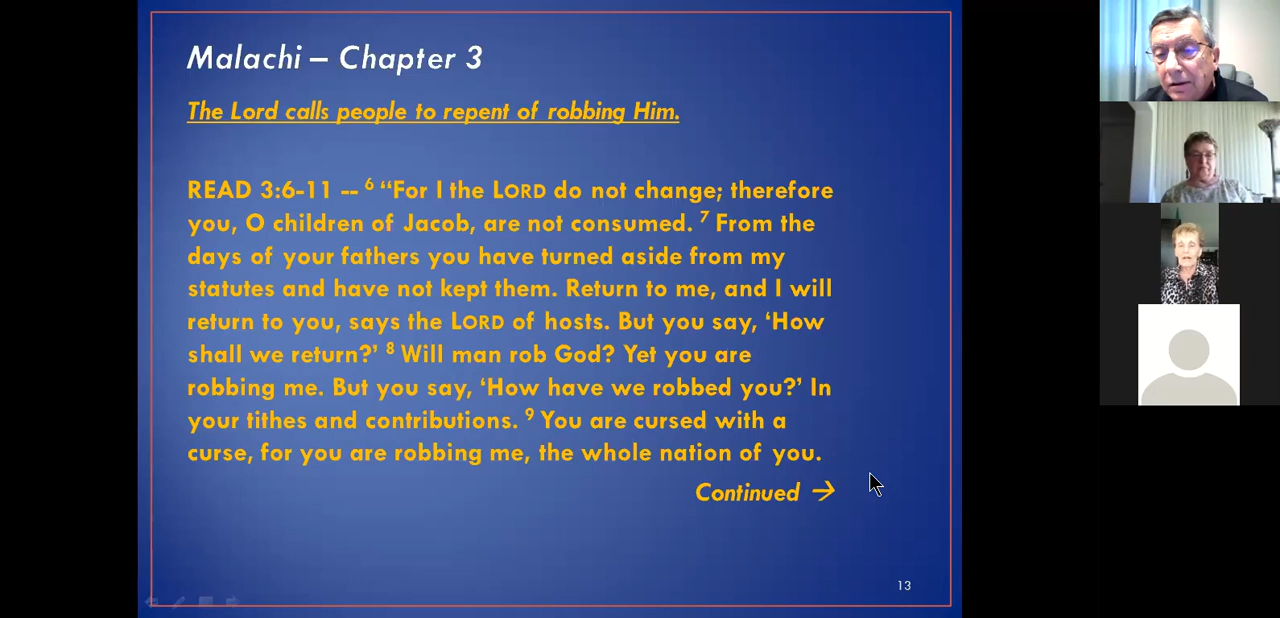 Malachi – Chapter 3
The Lord calls people to repent of robbing Him.
READ 3:6-11 -- 6 “For I the LORD do not change; therefore
you, O children of Jacob, are not consumed. 7 From the
days of your fathers you have turned aside from my
statutes and have not kept them. Return to me, and I will
return to you, says the LORD of hosts. But you say, ‘How
shall we return?’ 8 Will man rob God? Yet you are
robbing me. But you say, ‘How have we robbed you?’ In
your tithes and contributions. 9 You are cursed with a
curse, for you are robbing me, the whole nation of you.
Continued →
13